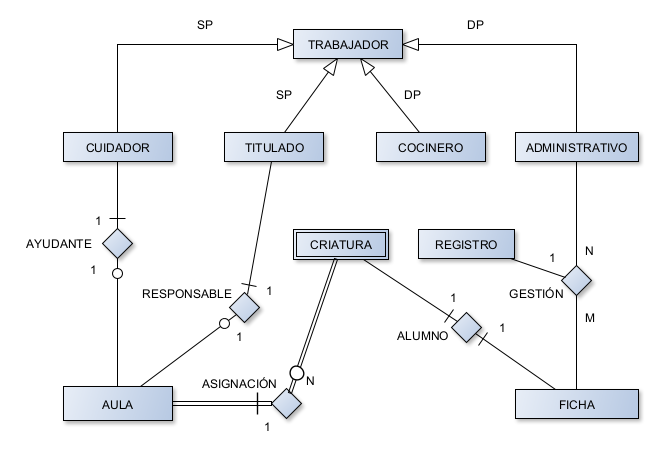 SP
DP
TRABAJADOR
SP
DP
CUIDADOR
TITULADO
COCINERO
ADMINISTRATIVO
1
AYUDANTE
1
CRIATURA
REGISTRO
N
1
RESPONSABLE
1
GESTIÓN
1
1
M
1
ALUMNO
1
ASIGNACIÓN
N
AULA
1
FICHA